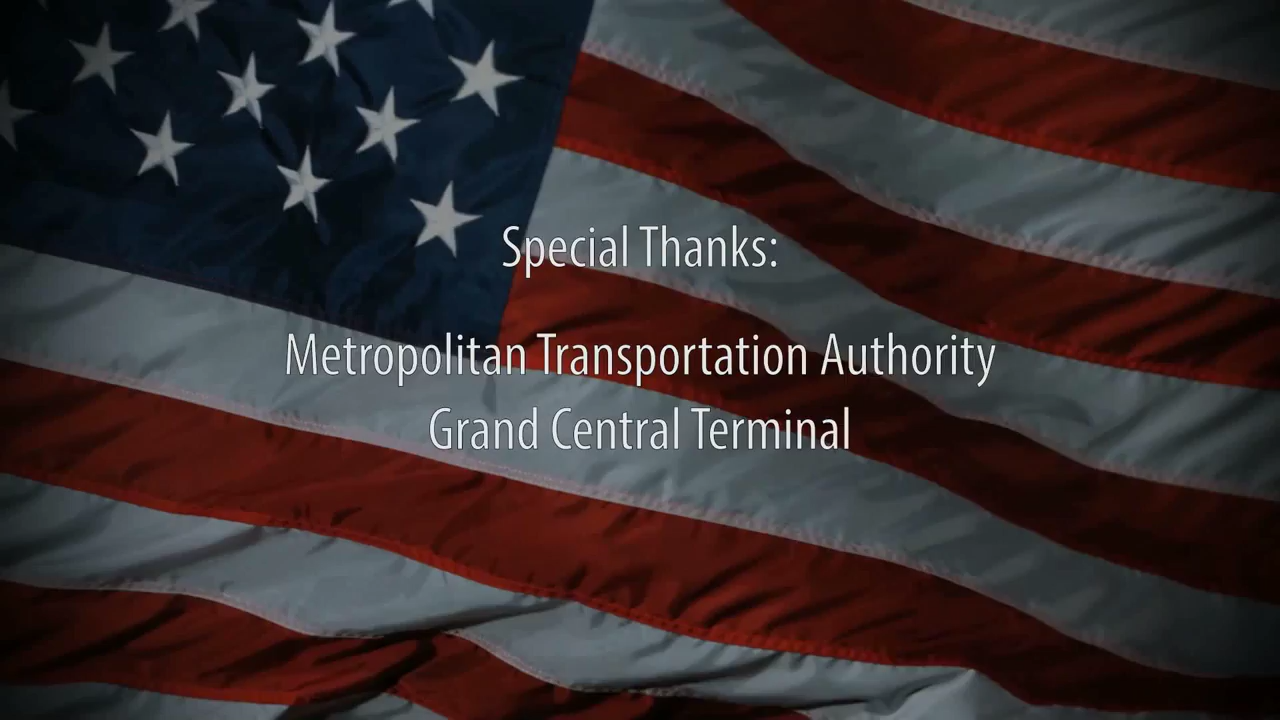 Special Thanks:
Metropolitan Transportation Authority
Grand Central Terminal